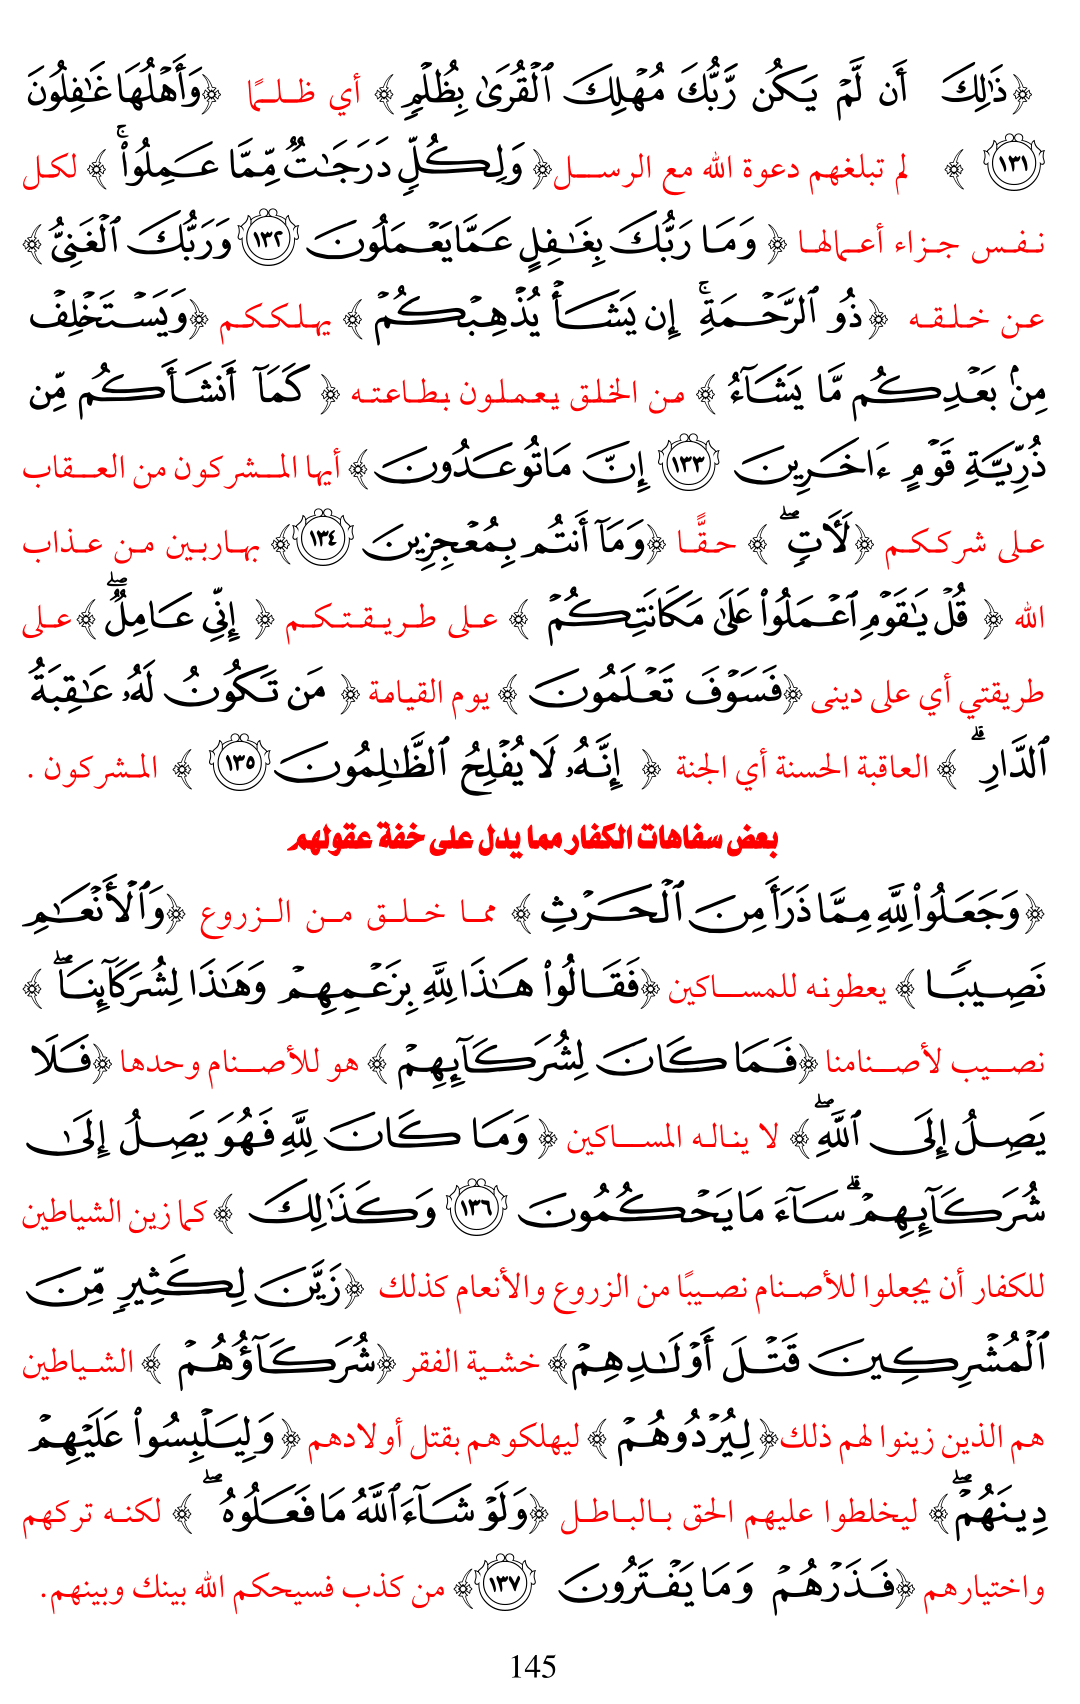 ﴿ذَٰلِكَ أَن لَّمْ يَكُن رَّبُّكَ مُهْلِكَ ٱلْقُرَىٰ بِظُلْمٍ﴾ أي ظلمًا ﴿وَأَهْلُهَا غَٰفِلُونَ
١٣١﴾ لم تبلغهم دعوة الله مع الرسل ﴿وَلِكُلٍّ دَرَجَٰتٌ مِّمَّا عَمِلُوا۟ۚ﴾ لكل
نفس جزاء أعمالها ﴿وَمَا رَبُّكَ بِغَٰفِلٍ عَمَّا يَعْمَلُونَ ١٣٢ وَرَبُّكَ ٱلْغَنِىُّ﴾
عن خلقه ﴿ذُو ٱلرَّحْمَةِۚ إِن يَشَأْ يُذْهِبْكُمْ﴾ يهلككم ﴿وَيَسْتَخْلِفْ
مِنۢ بَعْدِكُم مَّا يَشَآءُ﴾ من الخلق يعملون بطاعته ﴿كَمَآ أَنشَأَكُم مِّن
ذُرِّيَّةِ قَوْمٍ ءَاخَرِينَ ١٣٣ إِنَّ مَا تُوعَدُونَ﴾ أيها المشركون من العقاب
على شرككم ﴿لَـَٔاتٍۖ﴾ حقًّا ﴿وَمَآ أَنتُم بِمُعْجِزِينَ ١٣٤﴾ بهاربين من عذاب
الله ﴿قُلْ يَٰقَوْمِ ٱعْمَلُوا۟ عَلَىٰ مَكَانَتِكُمْ﴾ على طريقتكم ﴿إِنِّى عَامِلٌۖ﴾ على
طريقتي أي على دينى ﴿فَسَوْفَ تَعْلَمُونَ﴾ يوم القيامة ﴿مَن تَكُونُ لَهُۥ عَٰقِبَةُ
ٱلدَّارِۗ﴾ العاقبة الحسنة أي الجنة ﴿إِنَّهُۥ لَا يُفْلِحُ ٱلظَّٰلِمُونَ ١٣٥﴾ المشركون .
بعض سفاهات الكفار مما يدل على خفة عقولهم
﴿وَجَعَلُوا۟ لِلَّهِ مِمَّا ذَرَأَ مِنَ ٱلْحَرْثِ﴾ مما خلق من الزروع ﴿وَٱلْأَنْعَٰمِ
نَصِيبًا﴾ يعطونه للمساكين ﴿فَقَالُوا۟ هَٰذَا لِلَّهِ بِزَعْمِهِمْ وَهَٰذَا لِشُرَكَآئِنَاۖ﴾
نصيب لأصنامنا ﴿فَمَا كَانَ لِشُرَكَآئِهِمْ﴾ هو للأصنام وحدها ﴿فَلَا
يَصِلُ إِلَى ٱللَّهِۖ﴾ لا يناله المساكين ﴿وَمَا كَانَ لِلَّهِ فَهُوَ يَصِلُ إِلَىٰ
شُرَكَآئِهِمْۗ سَآءَ مَا يَحْكُمُونَ ١٣٦ وَكَذَٰلِكَ﴾ كما زين الشياطين
للكفار أن يجعلوا للأصنام نصيبًا من الزروع والأنعام كذلك ﴿زَيَّنَ لِكَثِيرٍ مِّنَ
ٱلْمُشْرِكِينَ قَتْلَ أَوْلَٰدِهِمْ﴾ خشية الفقر ﴿شُرَكَآؤُهُمْ﴾ الشياطين
هم الذين زينوا لهم ذلك ﴿لِيُرْدُوهُمْ﴾ ليهلكوهم بقتل أولادهم ﴿وَلِيَلْبِسُوا۟ عَلَيْهِمْ
دِينَهُمْۖ﴾ ليخلطوا عليهم الحق بالباطل ﴿وَلَوْ شَآءَ ٱللَّهُ مَا فَعَلُوهُۖ﴾ لكنه تركهم
واختيارهم ﴿فَذَرْهُمْ وَمَا يَفْتَرُونَ ١٣٧﴾ من كذب فسيحكم الله بينك وبينهم.
145